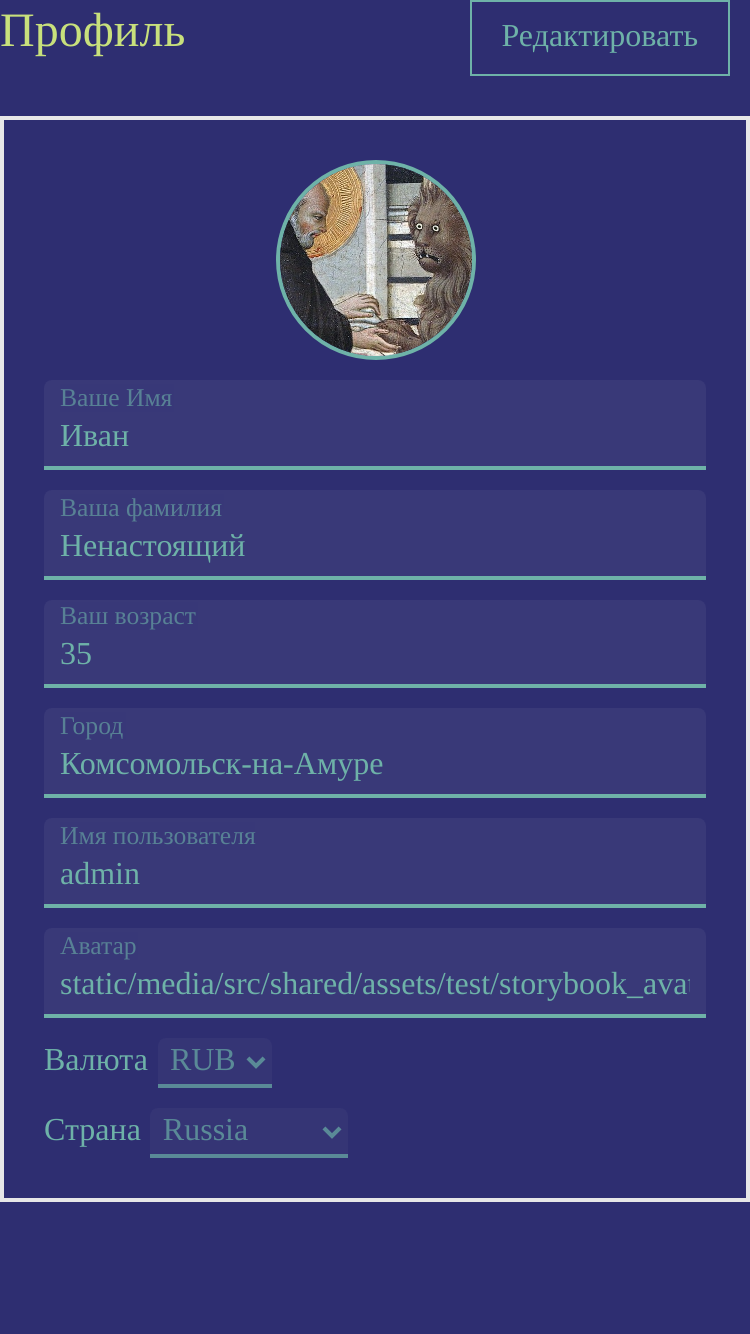 Профиль
Редактировать
Ваше Имя
Иван
Ваша фамилия
Ненастоящий
Ваш возраст
35
Город
Комсомольск-на-Амуре
Имя пользователя
admin
Аватар
static/media/src/shared/assets/test/storybook_ava
Валюта RUB
Страна Russia